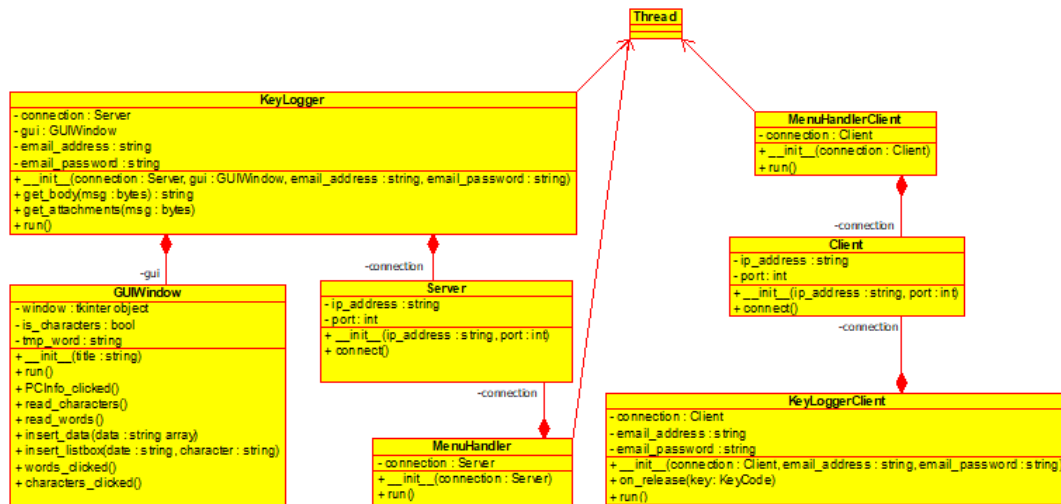 Thread
KeyLogger
- connection : Server
- gui : GUIWindow
- email_address : string
- email_password : string
+ __init__(connection : Server, gui : GUIWindow, email_address : string, email_password : string)
+ get_body(msg : bytes) : string
+ get_attachments(msg : bytes)
+ run()
MenuHandlerClient
- connection : Client
+ __init__(connection : Client)
+ run()
-gui
-connection
-connection
GUIWindow
- window : tkinter object
- is_characters : bool
- tmp_word : string
+ __init__(title : string)
+ run()
+ PCInfo_clicked()
+ read_characters()
+ read_words()
+ insert_data(data : string array)
+ insert_listbox(date : string, character : string)
+ words_clicked()
+ characters_clicked()
Server
- ip_address : string
- port : int
+ __init__(ip_address : string, port : int)
+ connect()
Client
- ip_address : string
- port : int
+ __init__(ip_address : string, port : int)
+ connect()
-connection
-connection
MenuHandler
- connection : Server
+ __init__(connection : Server)
+ run()
KeyLoggerClient
- connection : Client
- email_address : string
- email_password : string
+ __init__(connection : Client, email_address : string, email_password : string)
+ on_release(key: KeyCode)
+ run()